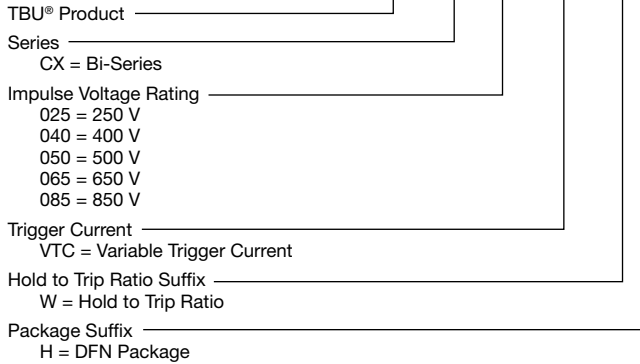 TBU® Product
Series
CX = Bi-Series
Impulse Voltage Rating
025 = 250 V
040 = 400 V
050 = 500 V
065 = 650 V
085 = 850 V
Trigger Current
VTC = Variable Trigger Current
Hold to Trip Ratio Suffix
W = Hold to Trip Ratio
Package Suffix
H = DFN Package